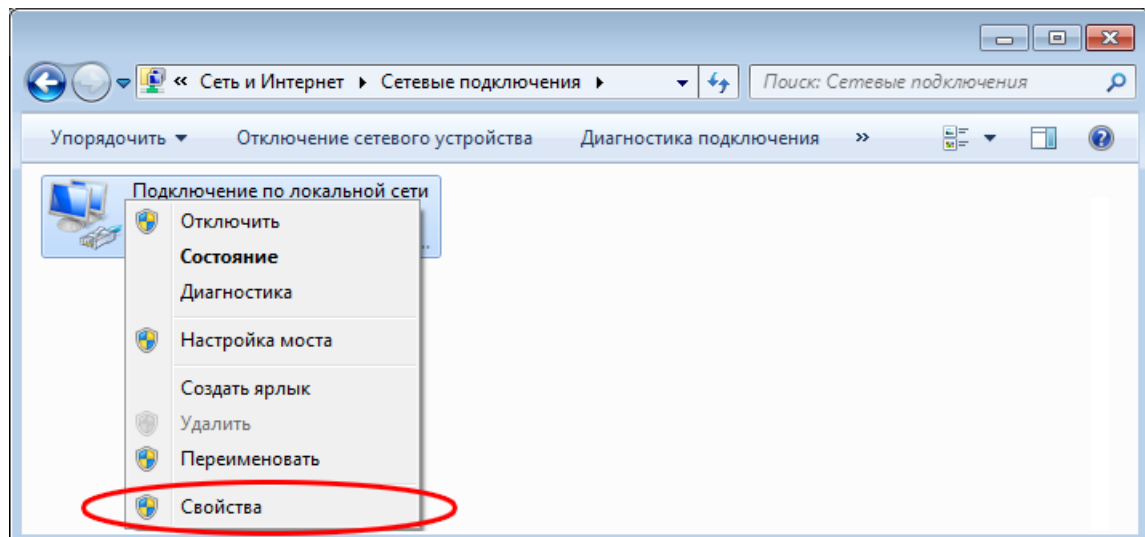 « Сеть и Интернет Сетевые подключения Поиск: Сетевые подключения
Упорядочить Отключение сетевого устройства Диагностика подключения »
Подключение по локальной сети
Отключить
Состояние
Диагностика
Настройка моста
Создать ярлык
Удалить
Переименовать
Свойства